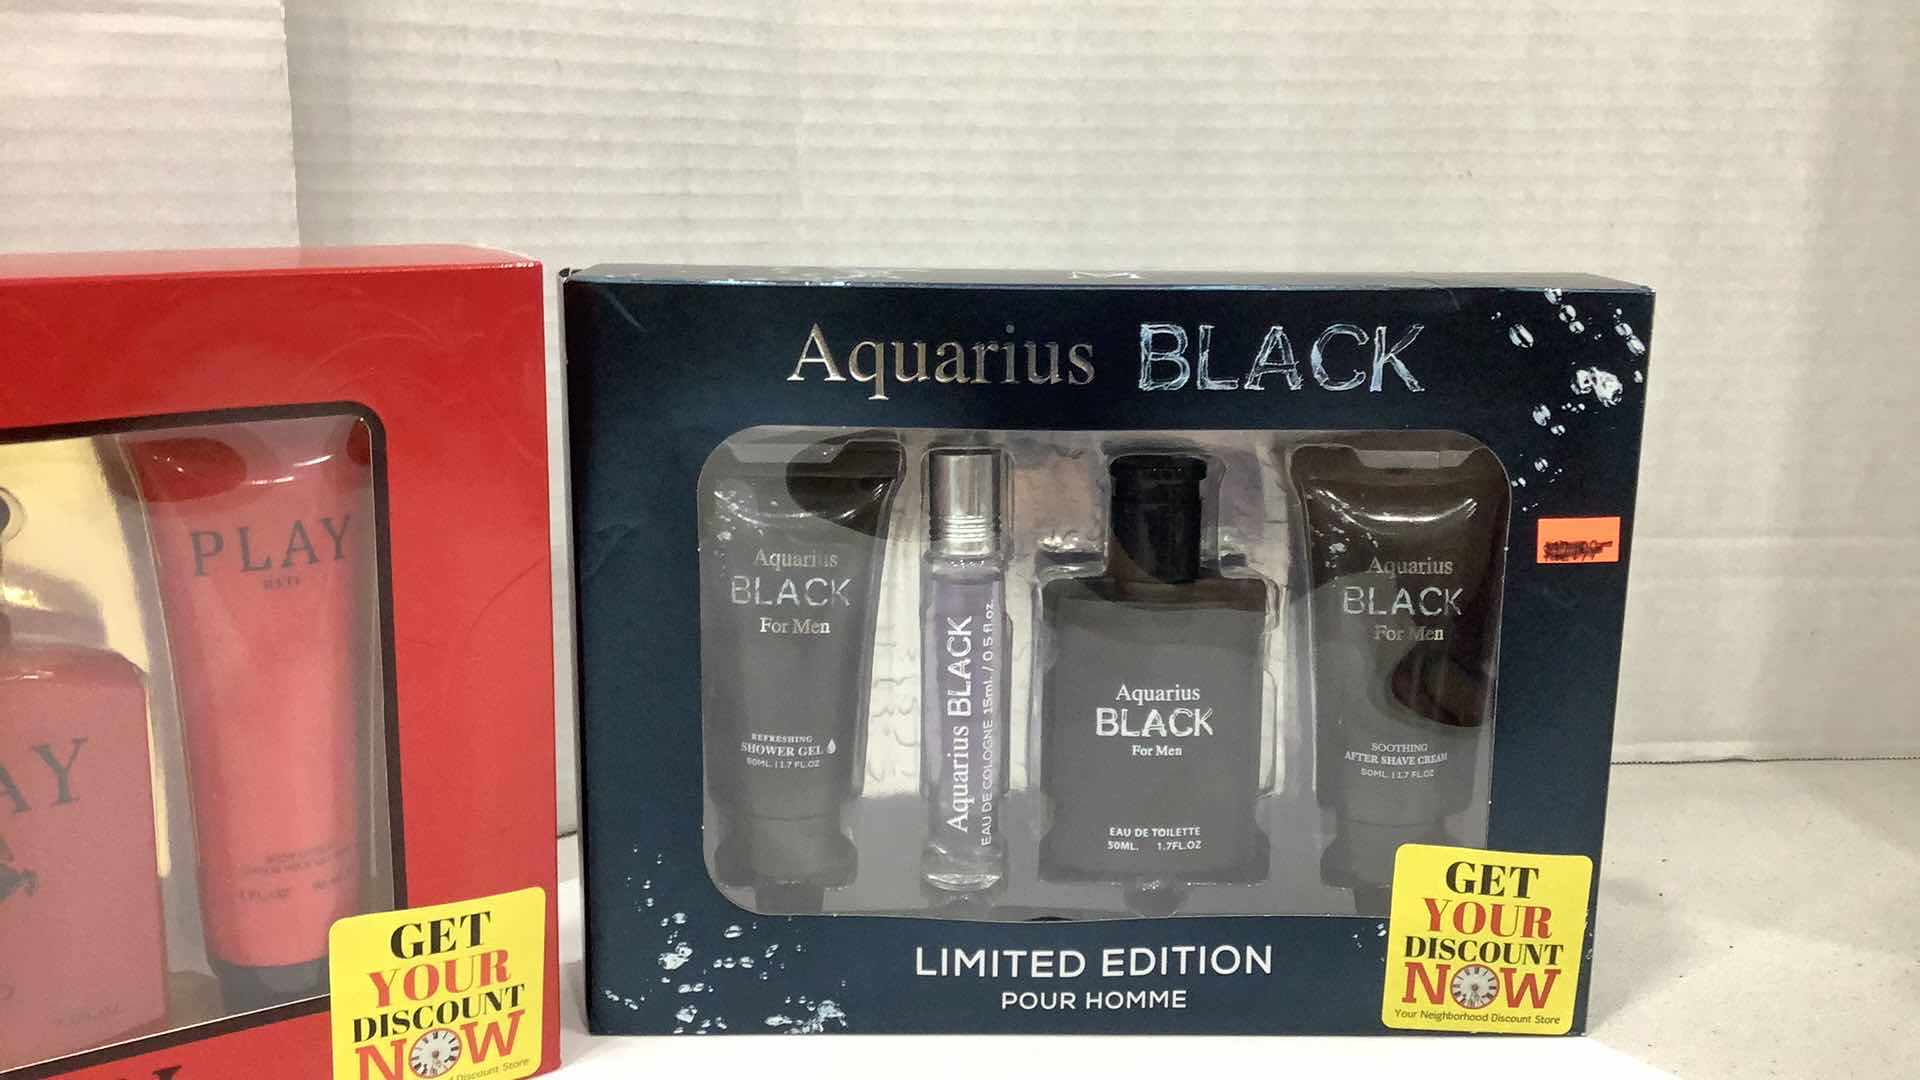 PLAY
RED
AY
GET
YOUR
DISCOUNT
NOW
Discount Store
Aquarius BLACK
Aquarius
BLACK
For Men
REFRESHING
SHOWER GEL
50ML. | 1.7 FL.OZ
Aquarius BLACK
EAU DE COLOGNE 15mL / 0.5 fl.oz.
Aquarius
BLACK
For Men
EAU DE TOILETTE
50ML. 1.7FL.OZ
Aquarius
BLACK
For Men
SOOTHING
AFTER SHAVE CREAM
50ML. | 1.7 FL.OZ
LIMITED EDITION
POUR HOMME
GET
YOUR
DISCOUNT
NOW
Your Neighborhood Discount Store